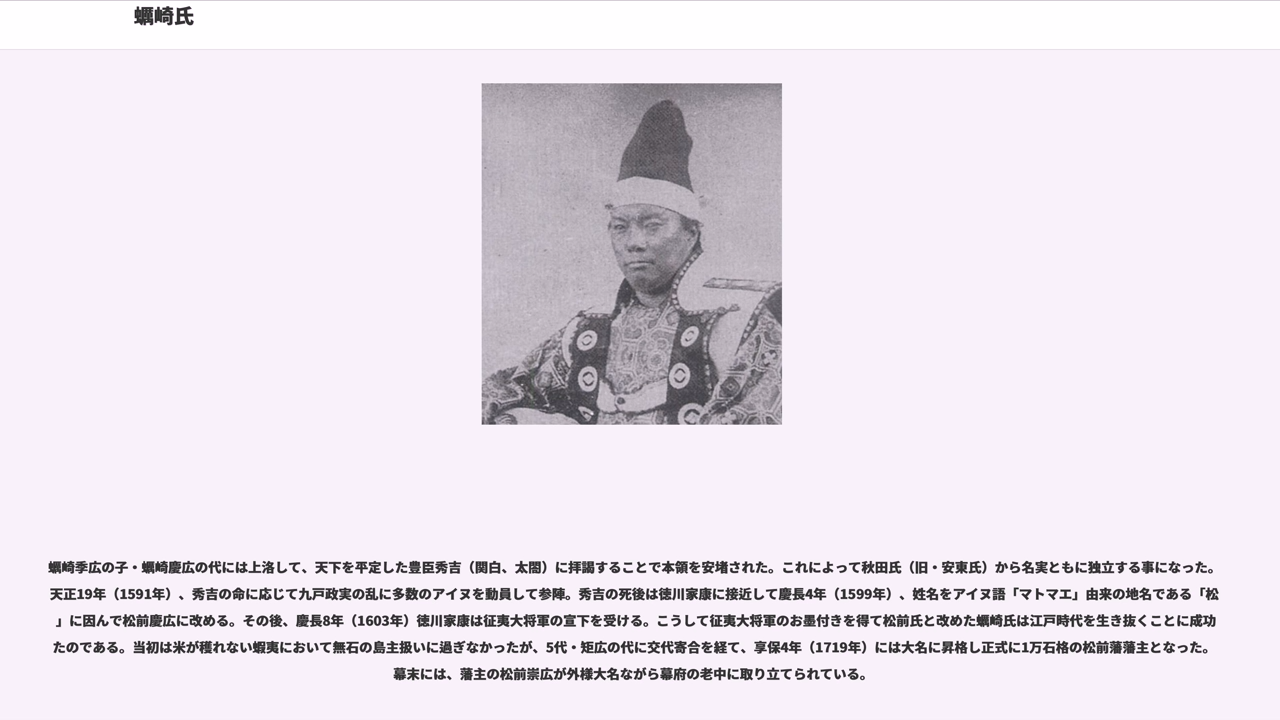 蠣崎氏
蠣崎季広の子・蠣崎慶広の代には上洛して、天下を平定した豊臣秀吉（関白、太閤）に拝謁することで本領を安堵された。これによって秋田氏（旧・安東氏）から名実ともに独立する事になった。
天正19年（1591年）、秀吉の命に応じて九戸政実の乱に多数のアイヌを動員して参陣。秀吉の死後は徳川家康に接近して慶長4年（1599年）、姓名をアイヌ語「マトマエ」由来の地名である「松
」に因んで松前慶広に改める。その後、慶長8年（1603年）徳川家康は征夷大将軍の宣下を受ける。こうして征夷大将軍のお墨付きを得て松前氏と改めた蠣崎氏は江戸時代を生き抜くことに成功
たのである。当初は米が穫れない蝦夷において無石の島主扱いに過ぎなかったが、5代・矩広の代に交代寄合を経て、享保4年（1719年）には大名に昇格し正式に1万石格の松前藩藩主となった。
幕末には、藩主の松前崇広が外様大名ながら幕府の老中に取り立てられている。